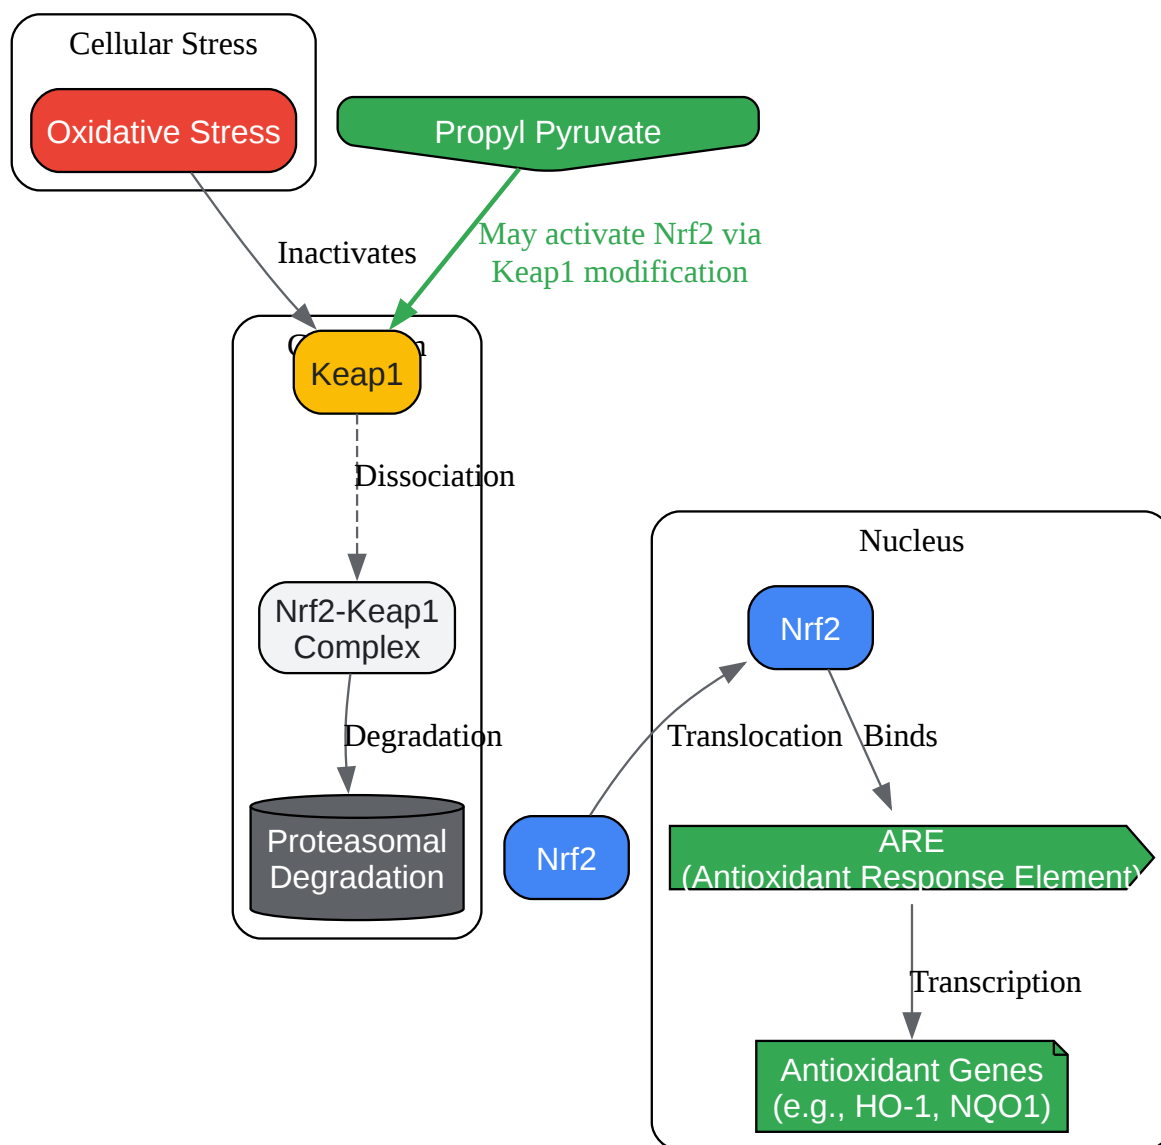 Cellular Stress
Oxidative Stress
Propyl Pyruvate
Inactivates
May activate Nrf2 via
Keap1 modification
Keap1
Dissociation
Nrf2-Keap1
Complex
Degradation
Proteasomal
Degradation
Nucleus
Nrf2
Translocation
Binds
Nrf2
ARE
(Antioxidant Response Element)
Transcription
Antioxidant Genes
(e.g., HO-1, NQO1)